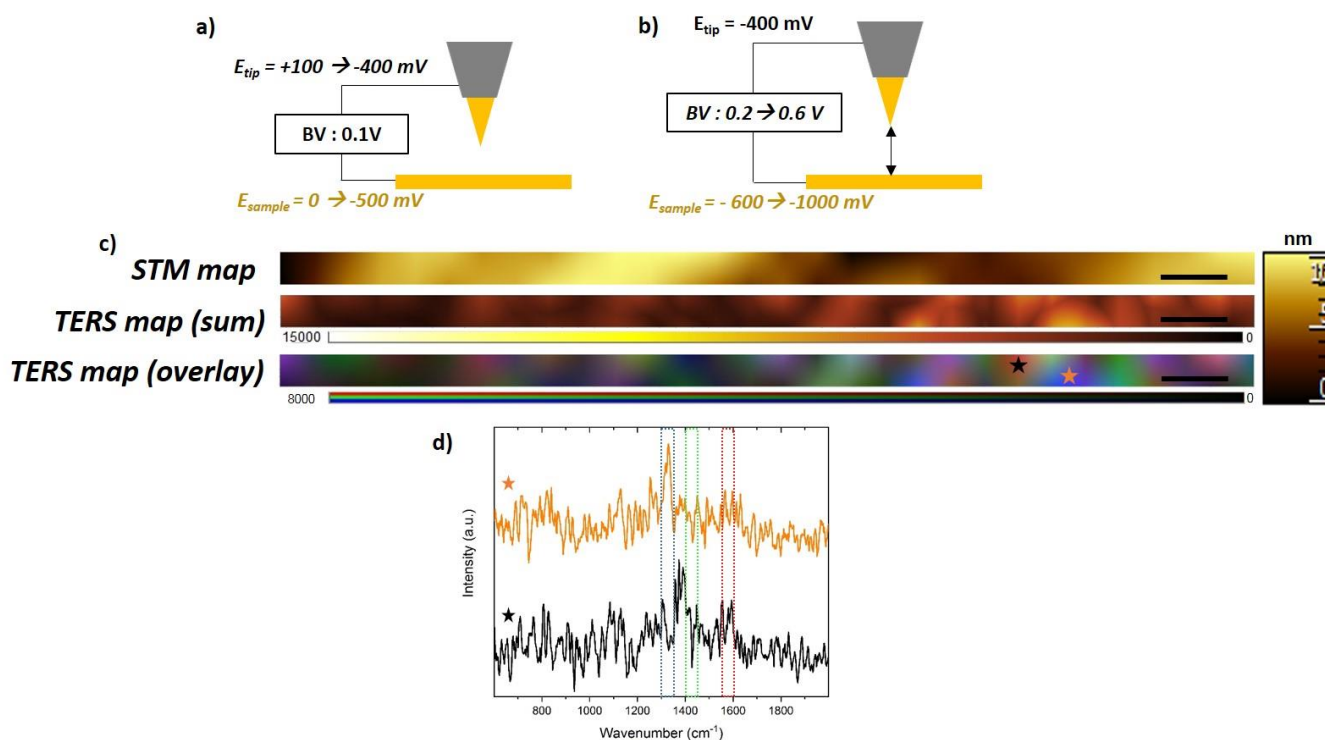 a)
E_tip = +100 → -400 mV
BV : 0.1V
E_sample = 0 → -500 mV
b)
E_tip = -400 mV
BV : 0.2 → 0.6 V
E_sample = - 600 → -1000 mV
c)
nm
STM map
TERS map (sum)
15000 0
TERS map (overlay)
8000 0
d)
Intensity (a.u.)
800 1000 1200 1400 1600 1800
Wavenumber (cm⁻¹)